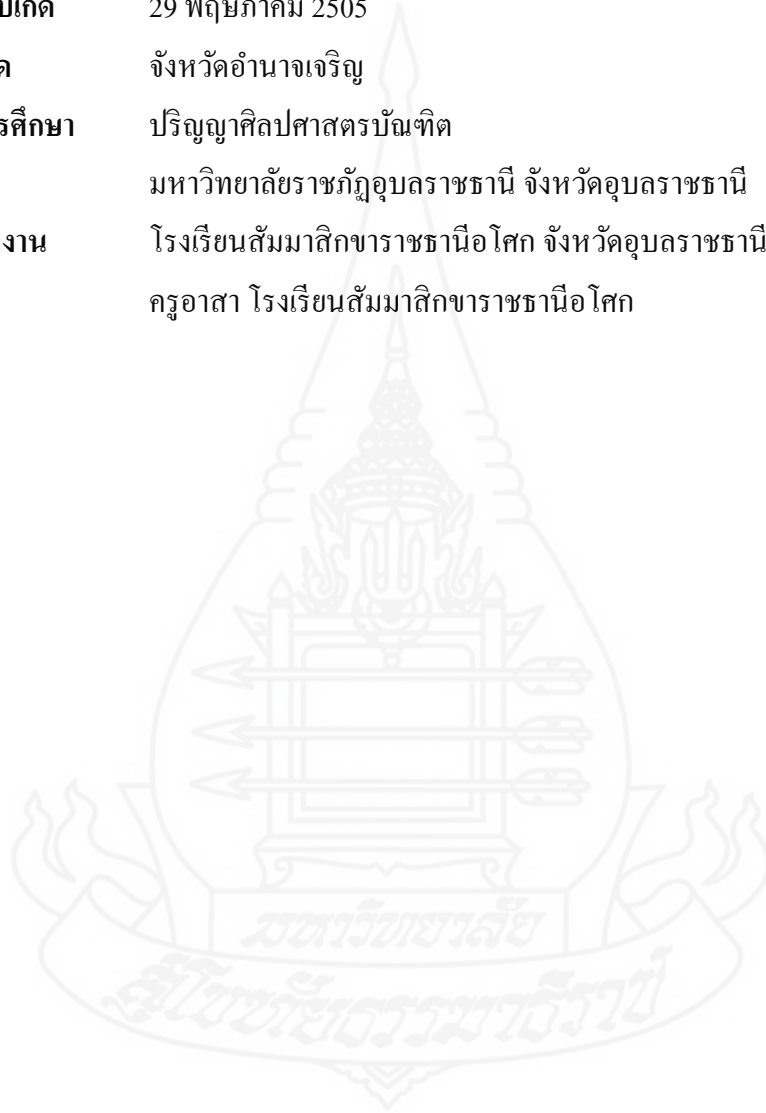 29 พฤษภาคม 2505
จังหวัดอำนาจเจริญ
รศึกษา ปริญญาศิลปศาสตรบัณฑิต
มหาวิทยาลัยราชภัฏอุบลราชธานี จังหวัดอุบลราชธานี
งาน โรงเรียนสัมมาสิกขาราชธานีอโศก จังหวัดอุบลราชธานี
ครูอาสา โรงเรียนสัมมาสิกขาราชธานีอโศก
มหาวิทยาลัย
สุโขทัยธรรมาธิราช